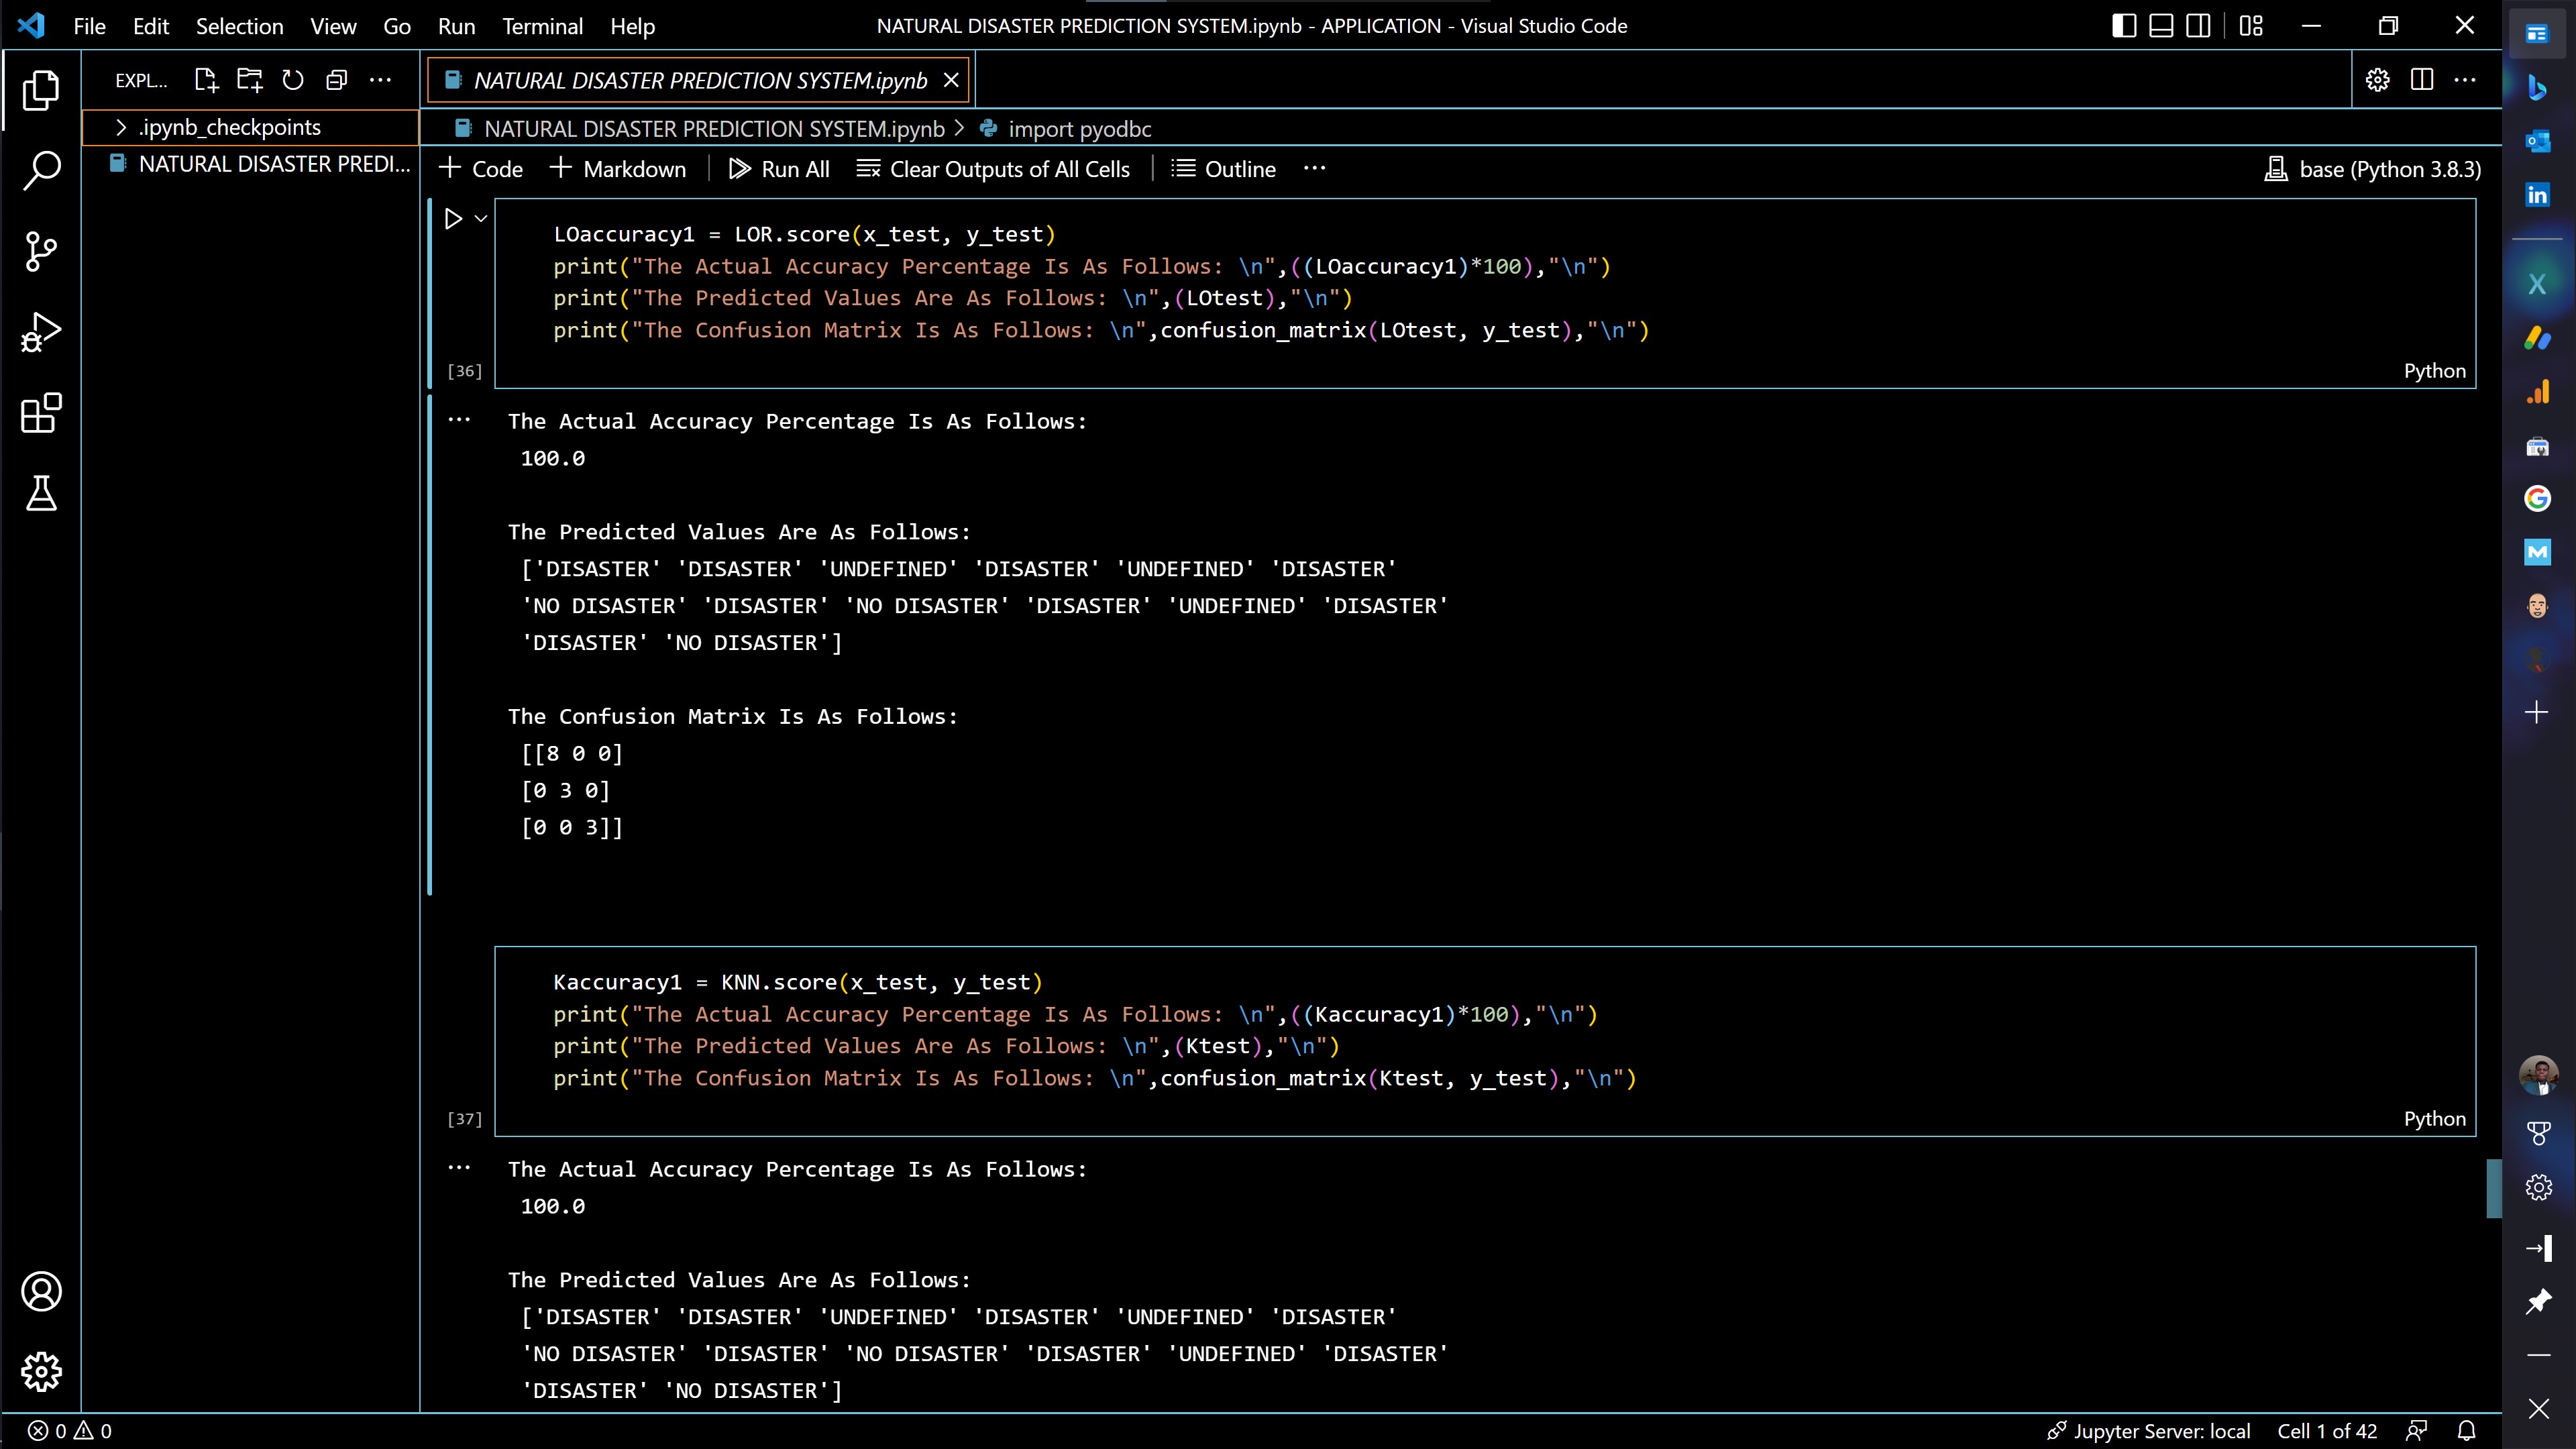 File Edit Selection View Go Run Terminal Help
NATURAL DISASTER PREDICTION SYSTEM.ipynb - APPLICATION - Visual Studio Code
EXPL...
NATURAL DISASTER PREDICTION SYSTEM.ipynb
.ipynb_checkpoints
NATURAL DISASTER PREDI...
NATURAL DISASTER PREDICTION SYSTEM.ipynb > import pyodbc
+ Code + Markdown | Run All Clear Outputs of All Cells | Outline ...
base (Python 3.8.3)
LOaccuracy1 = LOR.score(x_test, y_test)
print("The Actual Accuracy Percentage Is As Follows: \n",((LOaccuracy1)*100),"\n")
print("The Predicted Values Are As Follows: \n",(LOtest),"\n")
print("The Confusion Matrix Is As Follows: \n",confusion_matrix(LOtest, y_test),"\n")
[36]
Python
The Actual Accuracy Percentage Is As Follows:
100.0
The Predicted Values Are As Follows:
['DISASTER' 'DISASTER' 'UNDEFINED' 'DISASTER' 'UNDEFINED' 'DISASTER'
'NO DISASTER' 'DISASTER' 'NO DISASTER' 'DISASTER' 'UNDEFINED' 'DISASTER'
'DISASTER' 'NO DISASTER']
The Confusion Matrix Is As Follows:
[[8 0 0]
[0 3 0]
[0 0 3]]
Kaccuracy1 = KNN.score(x_test, y_test)
print("The Actual Accuracy Percentage Is As Follows: \n",((Kaccuracy1)*100),"\n")
print("The Predicted Values Are As Follows: \n",(Ktest),"\n")
print("The Confusion Matrix Is As Follows: \n",confusion_matrix(Ktest, y_test),"\n")
[37]
Python
The Actual Accuracy Percentage Is As Follows:
100.0
The Predicted Values Are As Follows:
['DISASTER' 'DISASTER' 'UNDEFINED' 'DISASTER' 'UNDEFINED' 'DISASTER'
'NO DISASTER' 'DISASTER' 'NO DISASTER' 'DISASTER' 'UNDEFINED' 'DISASTER'
'DISASTER' 'NO DISASTER']
0 0
Jupyter Server: local Cell 1 of 42
in
X
G
M